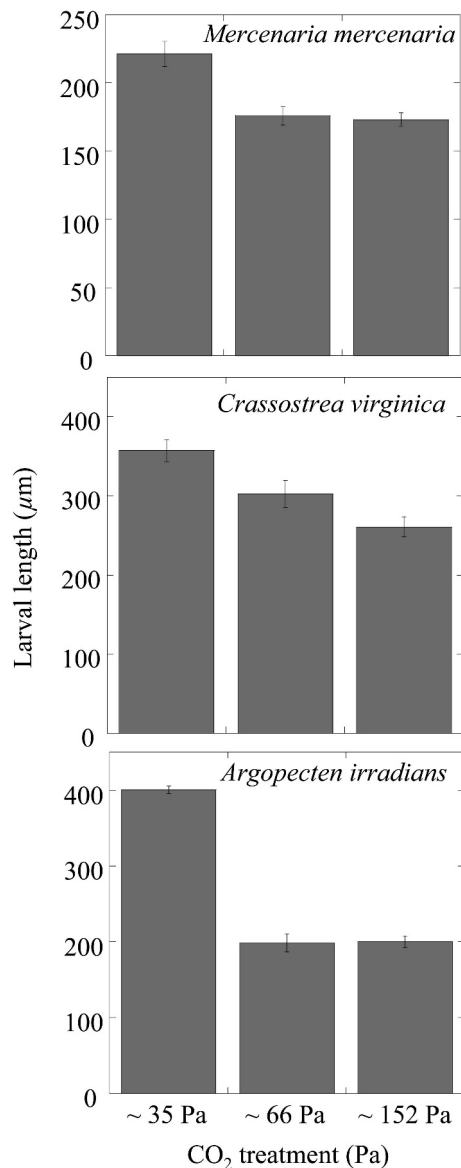 Mercenaria mercenaria
250
200
150
100
50
0
Crassostrea virginica
400
300
200
100
0
Larval length (μm)
Argopecten irradians
400
300
200
100
0
~ 35 Pa ~ 66 Pa ~ 152 Pa
CO₂ treatment (Pa)